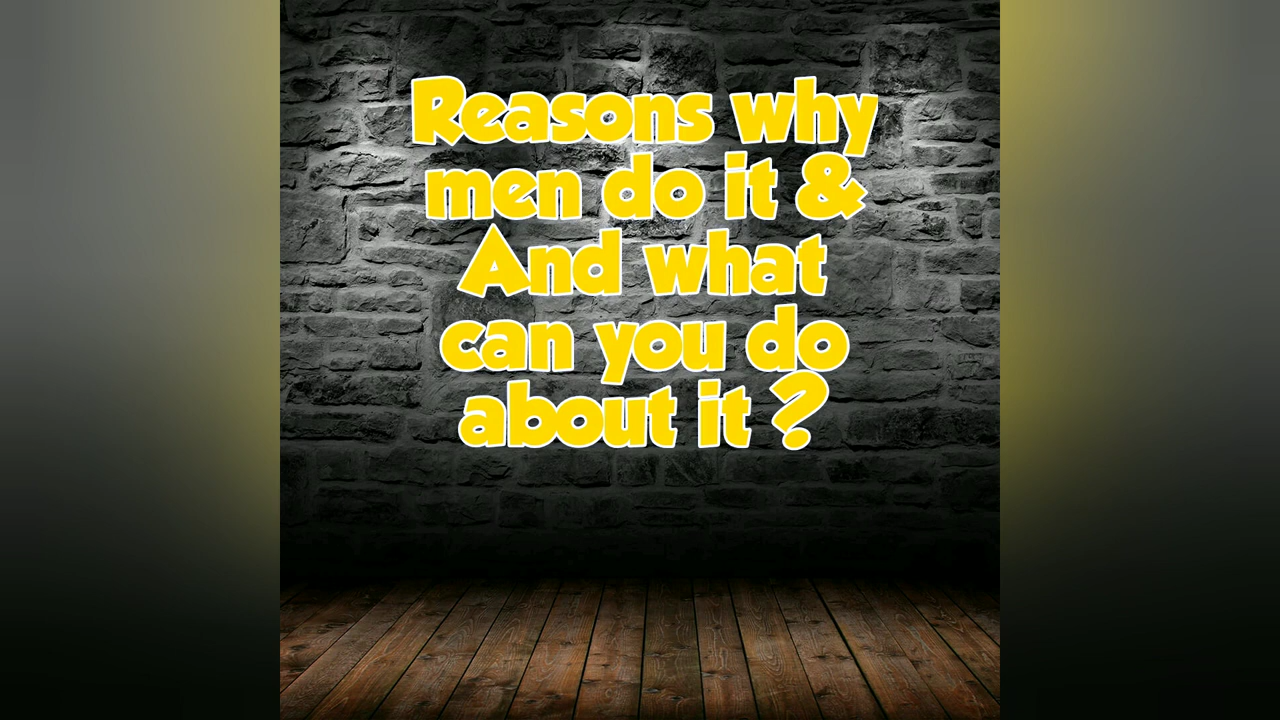 Reasons why
men do it &
And what
can you do
about it ?